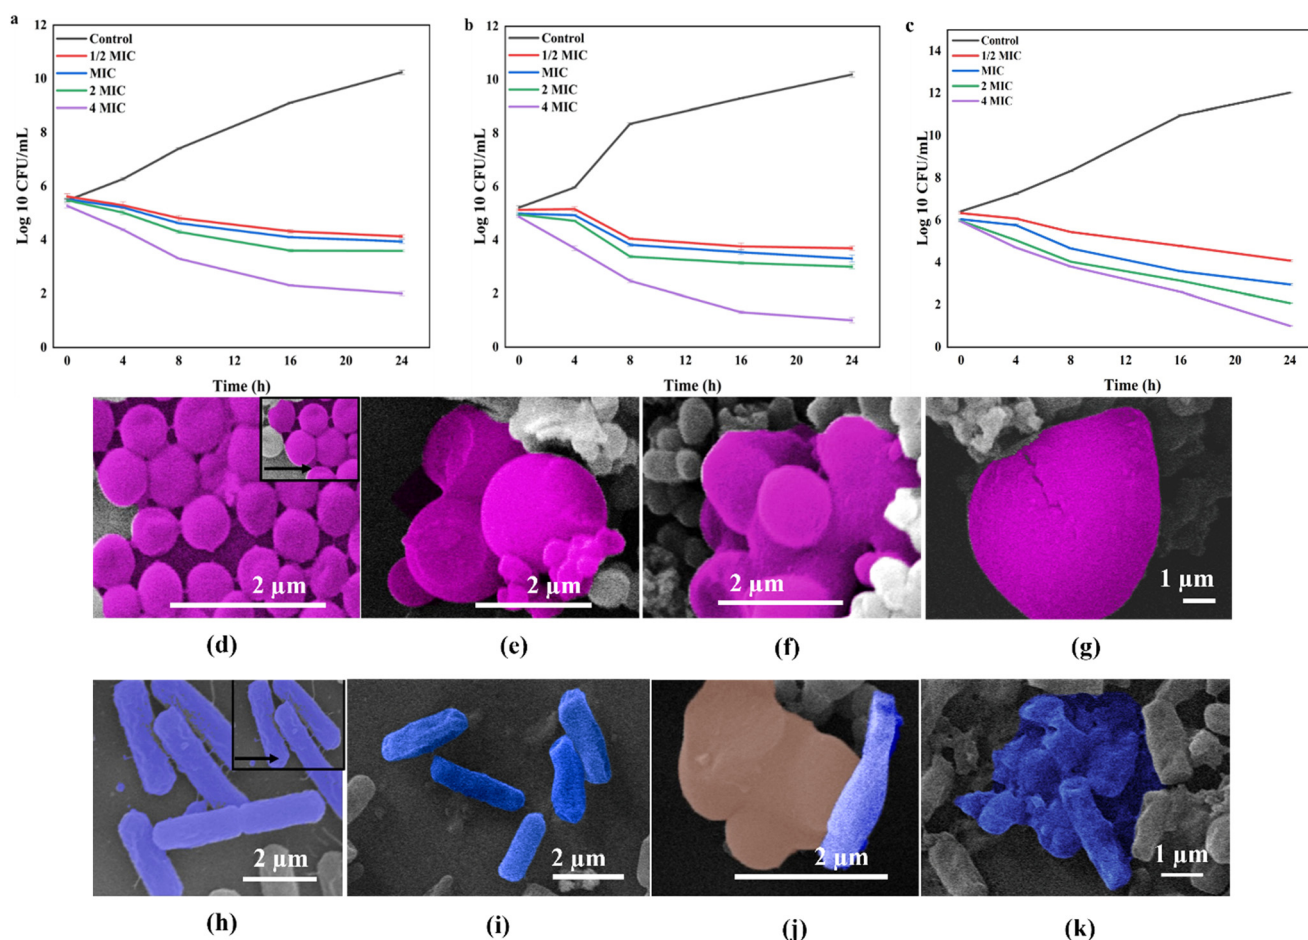 a
12
10
8
6
4
2
0
Log 10 CFU/mL
Control
1/2 MIC
MIC
2 MIC
4 MIC
0 4 8 12 16 20 24
Time (h)
b
12
10
8
6
4
2
0
Log 10 CFU/mL
Control
1/2 MIC
MIC
2 MIC
4 MIC
0 4 8 12 16 20 24
Time (h)
c
14
12
10
8
6
4
2
0
Log 10 CFU/mL
Control
1/2 MIC
MIC
2 MIC
4 MIC
0 4 8 12 16 20 24
Time (h)
2 μm
2 μm
2 μm
1 μm
(d)
(e)
(f)
(g)
2 μm
2 μm
2 μm
1 μm
(h)
(i)
(j)
(k)